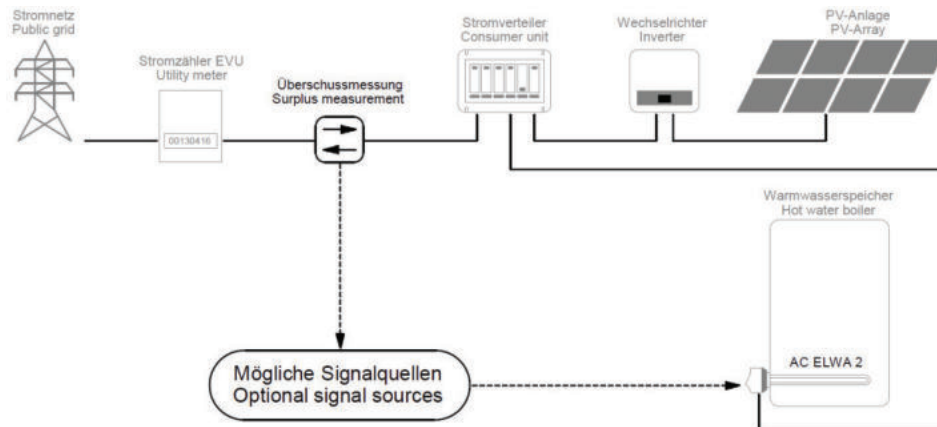 Stromnetz
Public grid
Stromzähler EVU
Utility meter
00130416
Überschussmessung
Surplus measurement
Stromverteiler
Consumer unit
Wechselrichter
Inverter
PV-Anlage
PV-Array
Warmwasserspeicher
Hot water boiler
AC ELWA 2
Mögliche Signalquellen
Optional signal sources